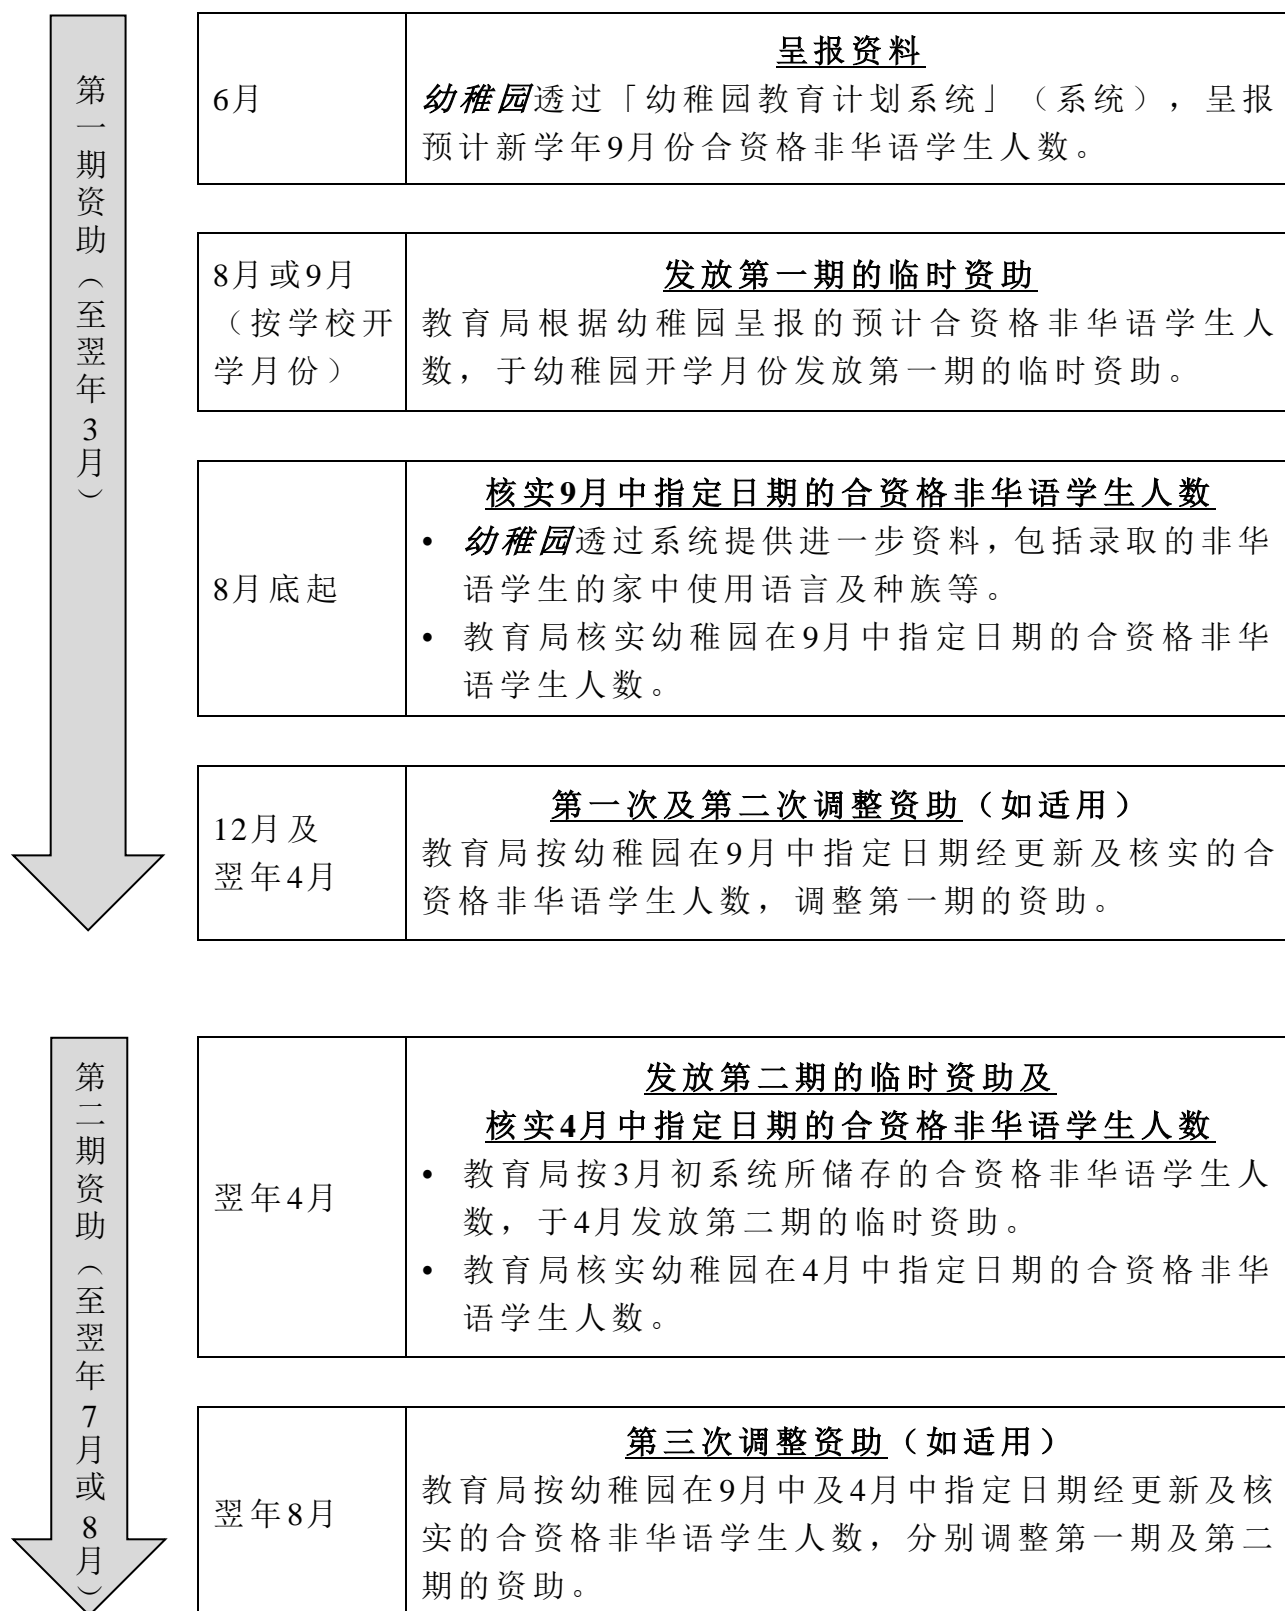 第一期资助（至翌年3月）
6月
呈报资料
幼稚园透过「幼稚园教育计划系统」（系统），呈报
预计新学年9月份合资格非华语学生人数。
8月或9月
（按学校开
学月份）
发放第一期的临时资助
教育局根据幼稚园呈报的预计合资格非华语学生人
数，于幼稚园开学月份发放第一期的临时资助。
8月底起
核实9月中指定日期的合资格非华语学生人数
• 幼稚园透过系统提供进一步资料，包括录取的非华
语学生的家中使用语言及种族等。
• 教育局核实幼稚园在9月中指定日期的合资格非华
语学生人数。
12月及
翌年4月
第一次及第二次调整资助（如适用）
教育局按幼稚园在9月中指定日期经更新及核实的合
资格非华语学生人数，调整第一期的资助。
第二期资助（至翌年7月或8月）
翌年4月
发放第二期的临时资助及
核实4月中指定日期的合资格非华语学生人数
• 教育局按3月初系统所储存的合资格非华语学生人
数，于4月发放第二期的临时资助。
• 教育局核实幼稚园在4月中指定日期的合资格非华
语学生人数。
翌年8月
第三次调整资助（如适用）
教育局按幼稚园在9月中及4月中指定日期经更新及核
实的合资格非华语学生人数，分别调整第一期及第二
期的资助。